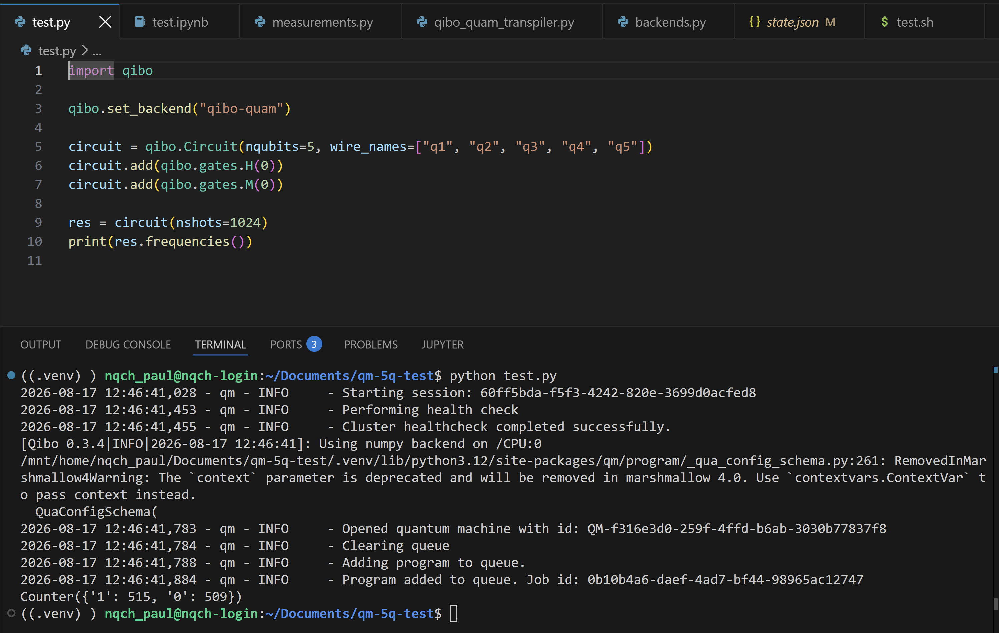 test.py
test.ipynb
measurements.py
qibo_quam_transpiler.py
backends.py
{} state.json M
$ test.sh
test.py > ...
1 import qibo
2
3 qibo.set_backend("qibo-quam")
4
5 circuit = qibo.Circuit(nqubits=5, wire_names=["q1", "q2", "q3", "q4", "q5"])
6 circuit.add(qibo.gates.H(0))
7 circuit.add(qibo.gates.M(0))
8
9 res = circuit(nshots=1024)
10 print(res.frequencies())
11
OUTPUT DEBUG CONSOLE TERMINAL PORTS 3 PROBLEMS JUPYTER
((.venv) ) nqch_paul@nqch-login:~/Documents/qm-5q-test$ python test.py
2026-08-17 12:46:41,028 - qm - INFO     - Starting session: 60ff5bda-f5f3-4242-820e-3699d0acfed8
2026-08-17 12:46:41,453 - qm - INFO     - Performing health check
2026-08-17 12:46:41,455 - qm - INFO     - Cluster healthcheck completed successfully.
[Qibo 0.3.4|INFO|2026-08-17 12:46:41]: Using numpy backend on /CPU:0
/mnt/home/nqch_paul/Documents/qm-5q-test/.venv/lib/python3.12/site-packages/qm/program/_qua_config_schema.py:261: RemovedInMar
shmallow4Warning: The `context` parameter is deprecated and will be removed in marshmallow 4.0. Use `contextvars.ContextVar` t
o pass context instead.
  QuaConfigSchema(
2026-08-17 12:46:41,783 - qm - INFO     - Opened quantum machine with id: QM-f316e3d0-259f-4ffd-b6ab-3030b77837f8
2026-08-17 12:46:41,784 - qm - INFO     - Clearing queue
2026-08-17 12:46:41,788 - qm - INFO     - Adding program to queue.
2026-08-17 12:46:41,884 - qm - INFO     - Program added to queue. Job id: 0b10b4a6-daef-4ad7-bf44-98965ac12747
Counter({'1': 515, '0': 509})
((.venv) ) nqch_paul@nqch-login:~/Documents/qm-5q-test$